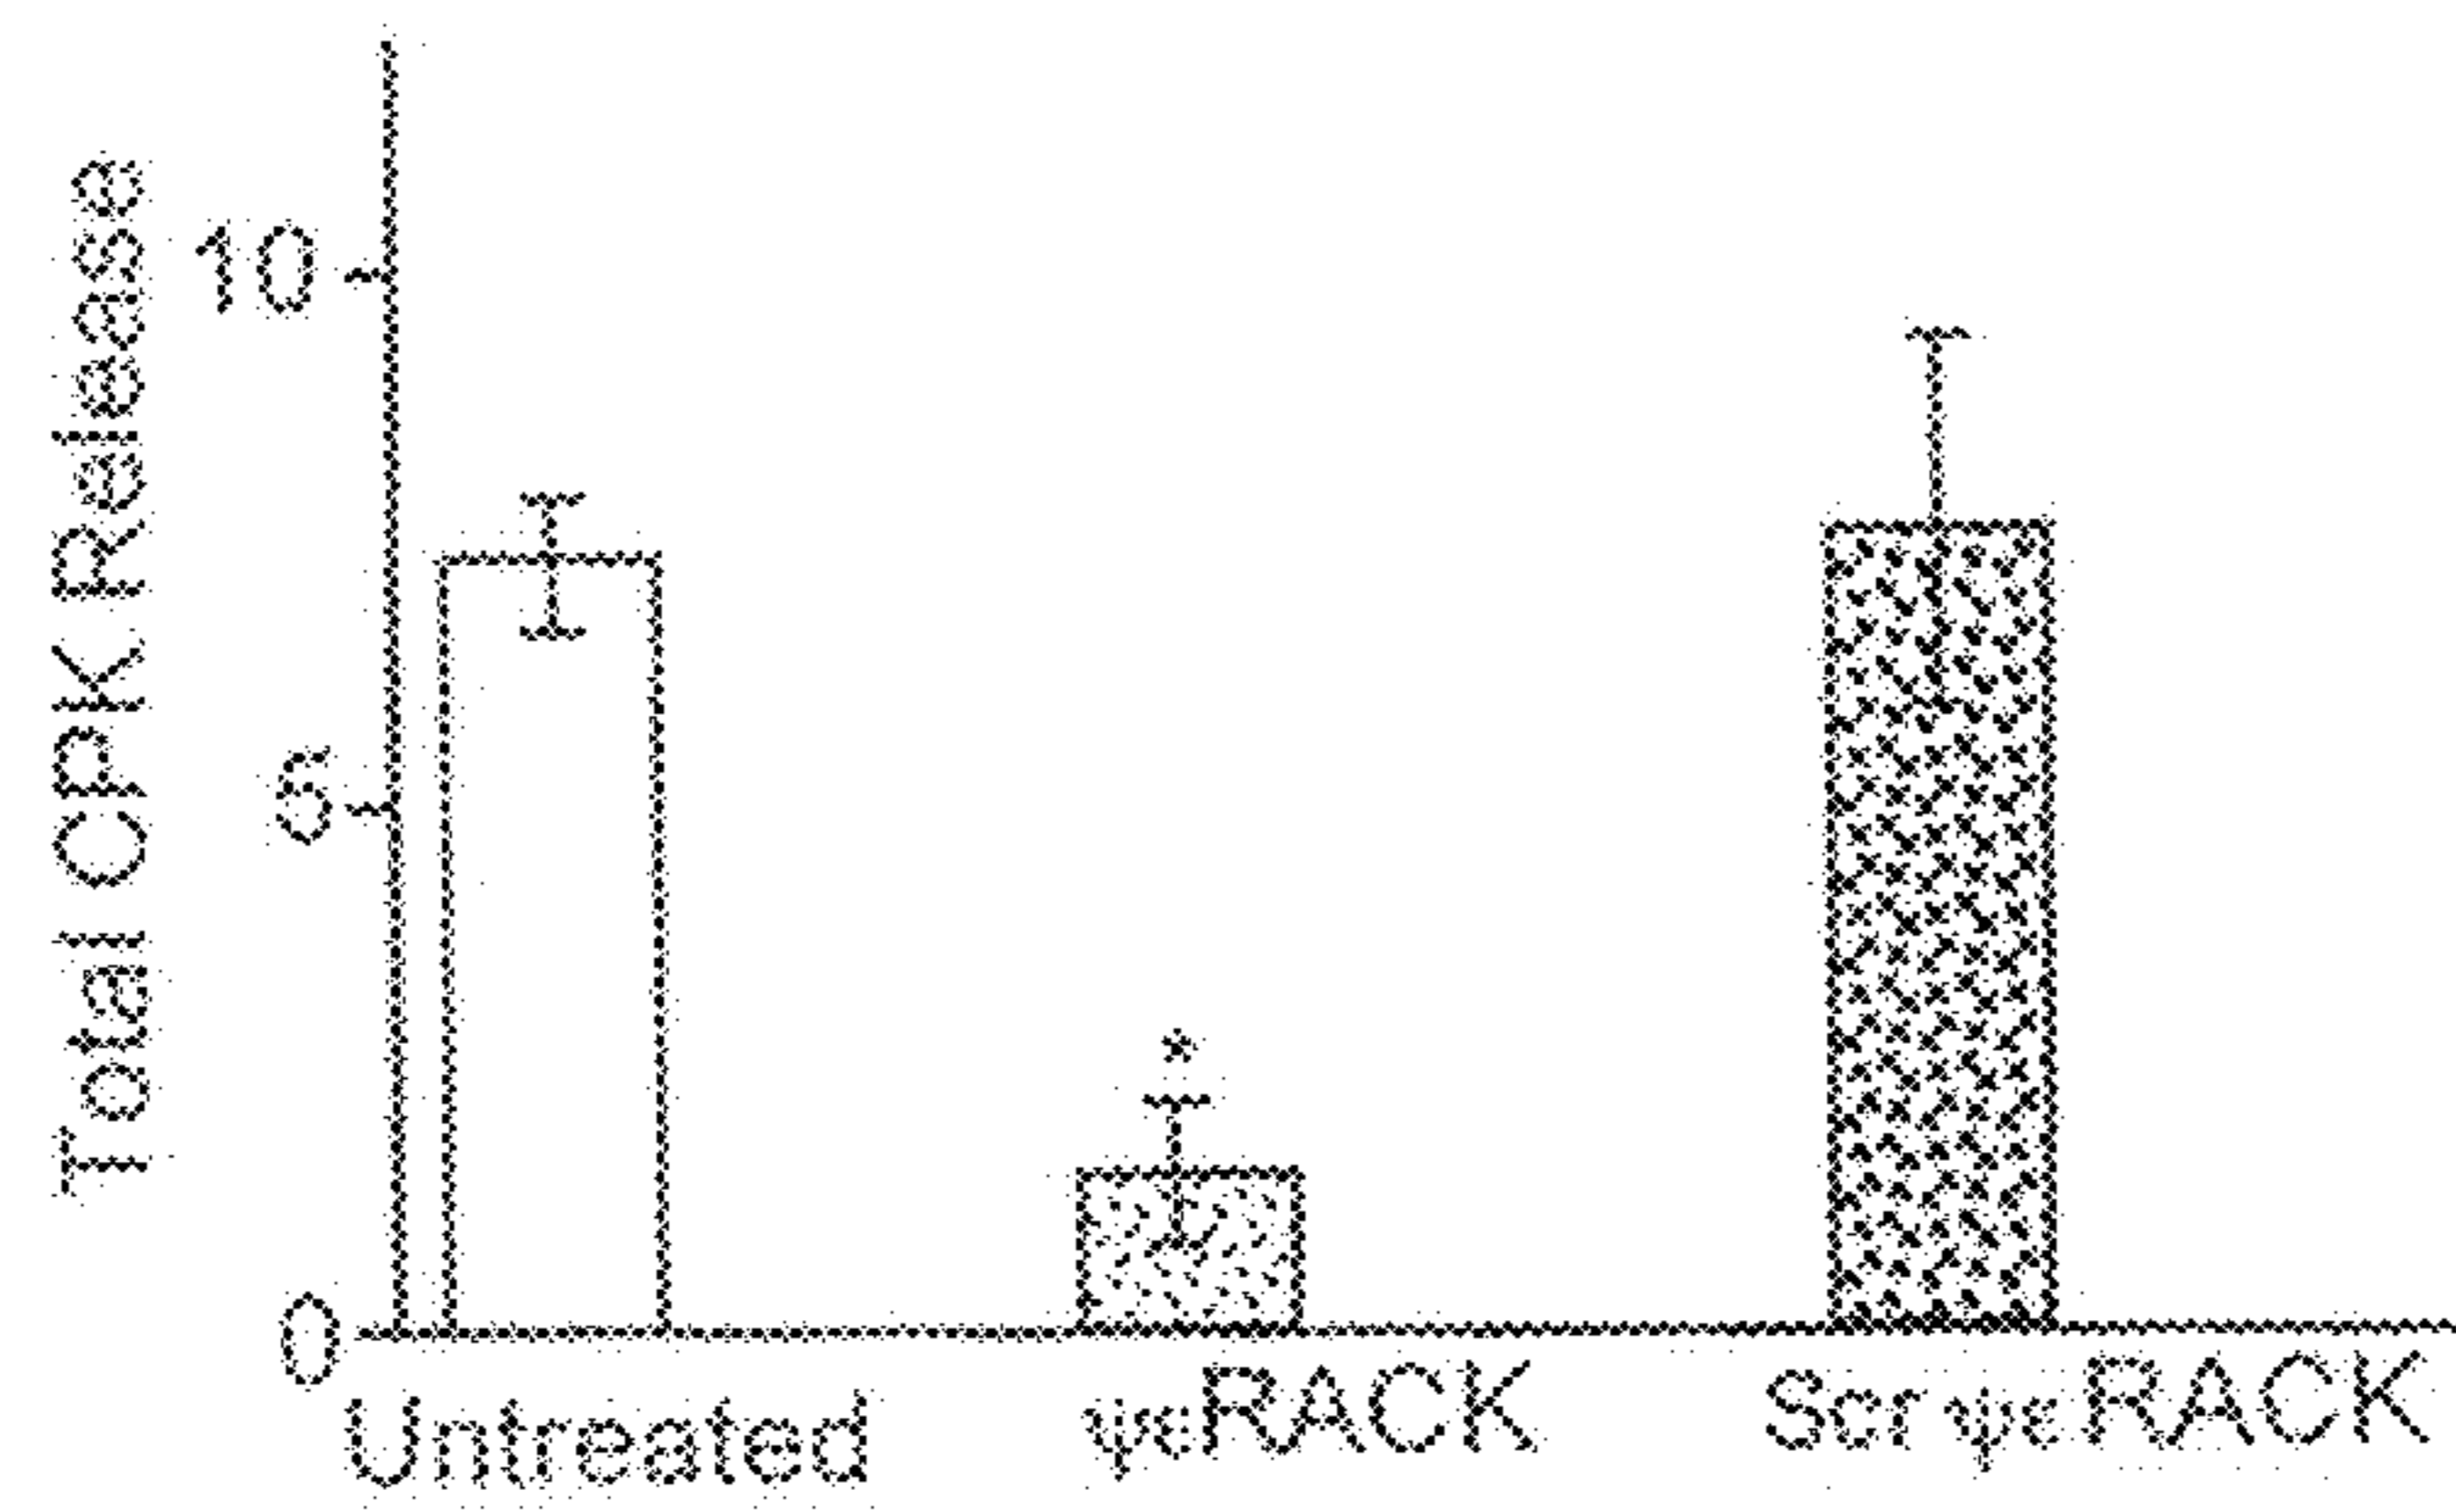 Total CPK Release
10
5
*
0
Untreated
ψεRACK
Scr ψεRACK